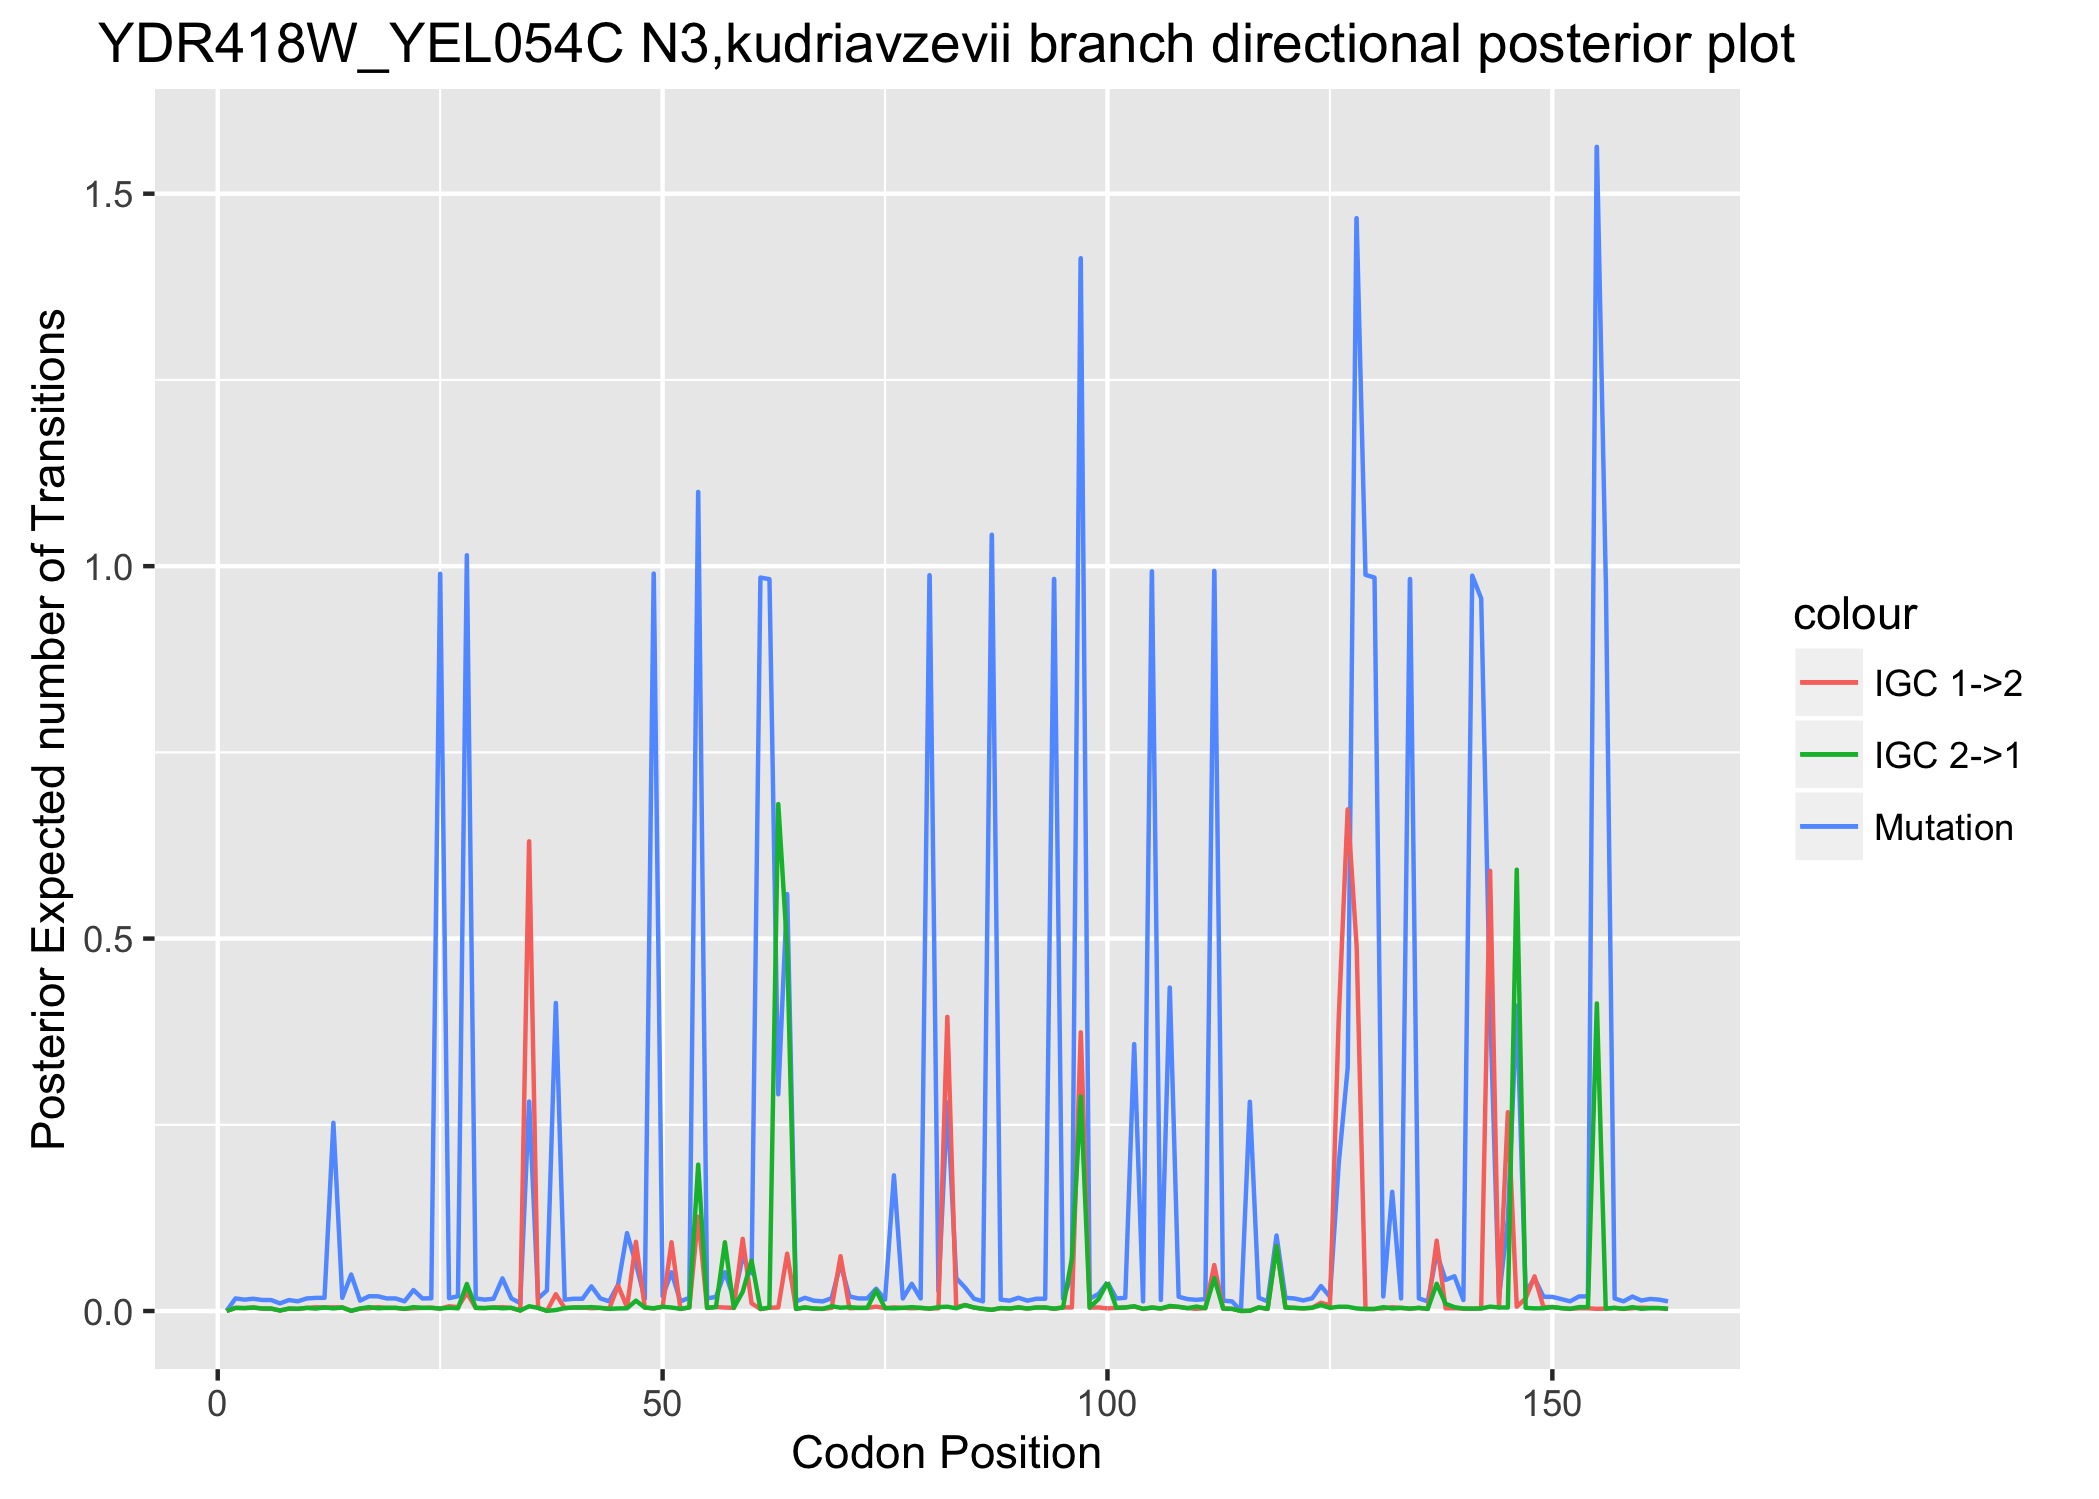 YDR418W_YEL054C N3,kudriavzevii branch directional posterior plot
Posterior Expected number of Transitions
1.5
1.0
0.5
0.0
0
50
100
150
Codon Position
colour
IGC 1->2
IGC 2->1
Mutation